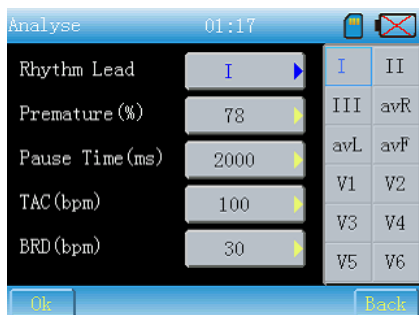 Analyse 01:17
Rhythm Lead I
Premature(%) 78
Pause Time(ms) 2000
TAC(bpm) 100
BRD(bpm) 30
I II
III avR
avL avF
V1 V2
V3 V4
V5 V6
Ok Back